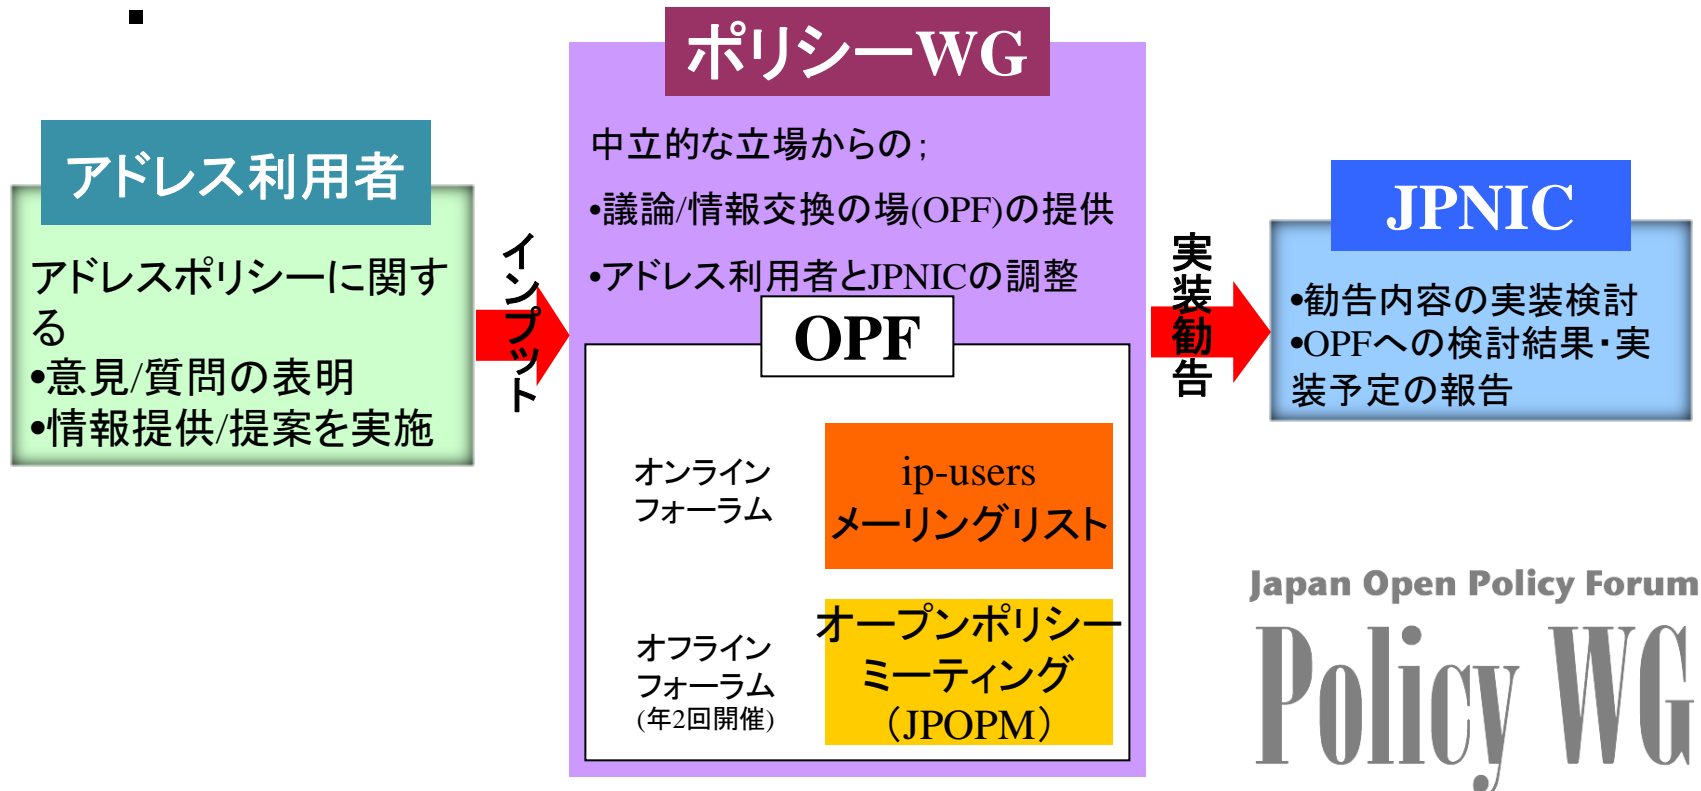 アドレス利用者
アドレスポリシーに関す
る
•意見/質問の表明
•情報提供/提案を実施
インプット
ポリシーWG
中立的な立場からの;
•議論/情報交換の場(OPF)の提供
•アドレス利用者とJPNICの調整
OPF
オンライン
フォーラム
ip-users
メーリングリスト
オフライン
フォーラム
(年2回開催)
オープンポリシー
ミーティング
（JPOPM）
実装勧告
JPNIC
•勧告内容の実装検討
•OPFへの検討結果・実
装予定の報告
Japan Open Policy Forum
Policy WG